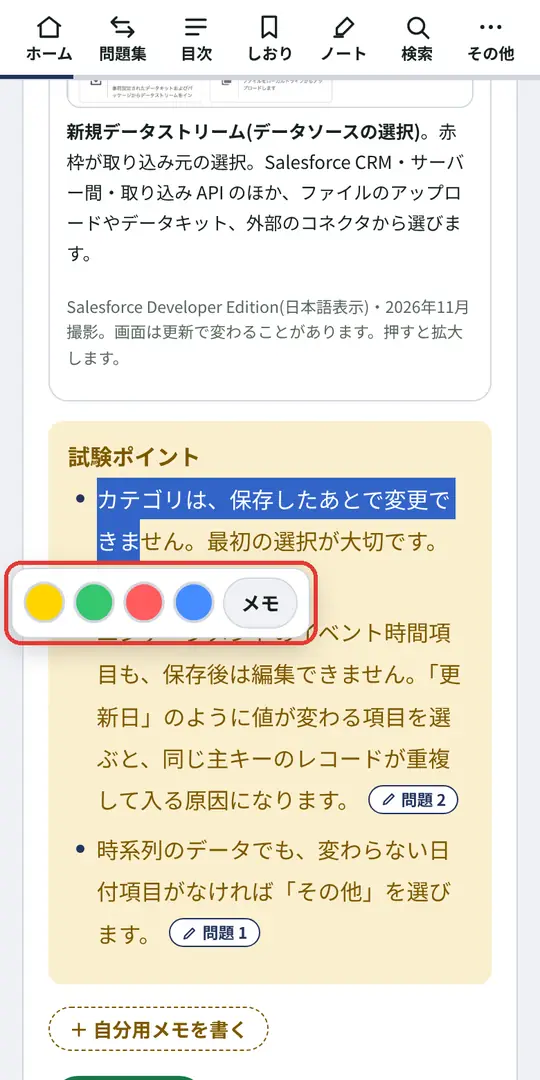 ホーム
問題集
目次
しおり
ノート
検索
その他
新規データストリーム(データソースの選択)。赤
枠が取り込み元の選択。Salesforce CRM・サーバ
ー間・取り込み API のほか、ファイルのアップロ
ードやデータキット、外部のコネクタから選びま
す。
Salesforce Developer Edition(日本語表示)・2026年11月
撮影。画面は更新で変わることがあります。押すと拡大
します。
試験ポイント
カテゴリは、保存したあとで変更で
きません。最初の選択が大切です。
メモ
イベント時間項
目も、保存後は編集できません。「更
新日」のように値が変わる項目を選
ぶと、同じ主キーのレコードが重複
して入る原因になります。 問題 2
時系列のデータでも、変わらない日
付項目がなければ「その他」を選び
ます。 問題 1
＋ 自分用メモを書く